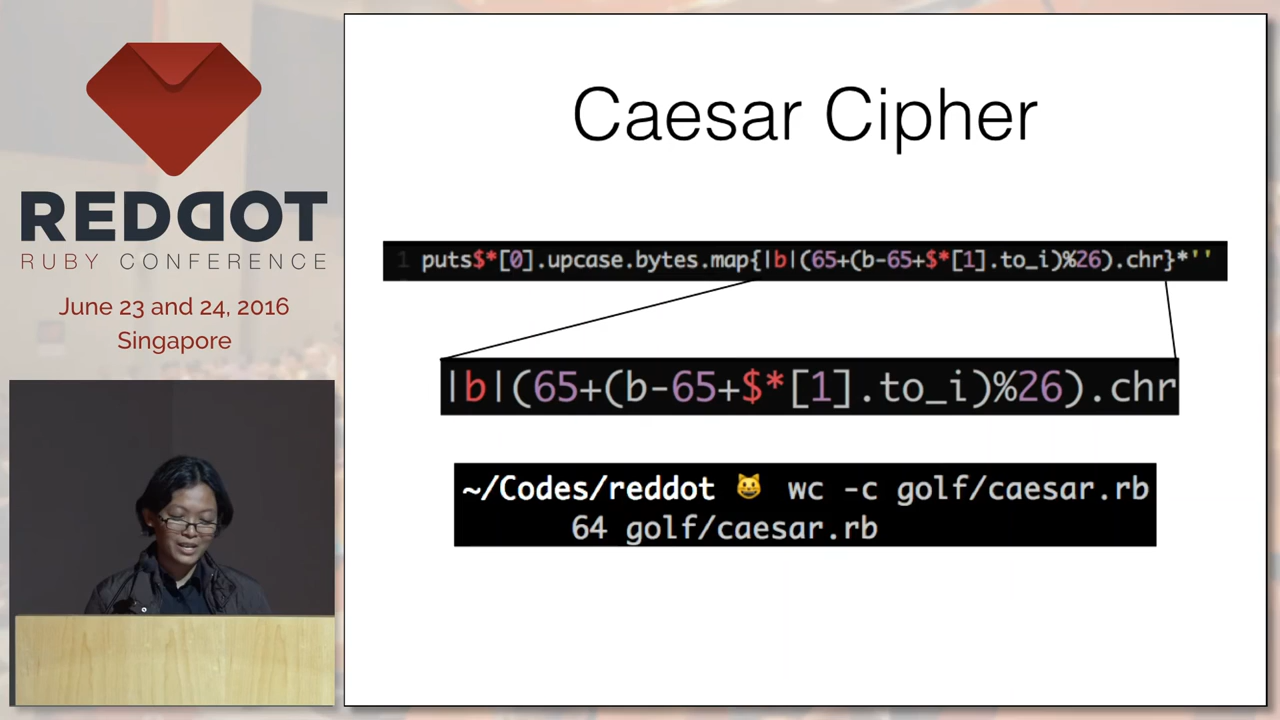 REDDOT
RUBY CONFERENCE
June 23 and 24, 2016
Singapore
Caesar Cipher
1 puts$*[0].upcase.bytes.map{|b|(65+(b-65+$*[1].to_i)%26).chr}*''
|b|(65+(b-65+$*[1].to_i)%26).chr
~/Codes/reddot 😸 wc -c golf/caesar.rb
64 golf/caesar.rb